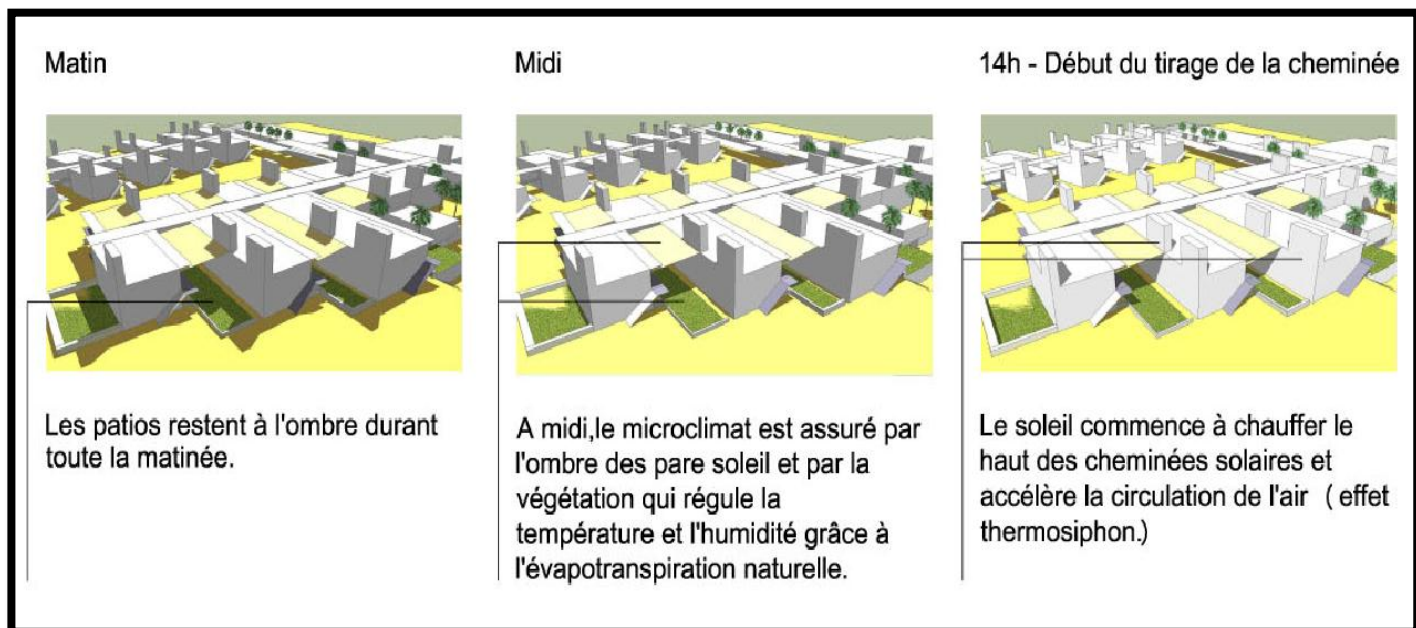 Matin
Les patios restent à l'ombre durant
toute la matinée.
Midi
A midi,le microclimat est assuré par
l'ombre des pare soleil et par la
végétation qui régule la
température et l'humidité grâce à
l'évapotranspiration naturelle.
14h - Début du tirage de la cheminée
Le soleil commence à chauffer le
haut des cheminées solaires et
accélère la circulation de l'air ( effet
thermosiphon.)